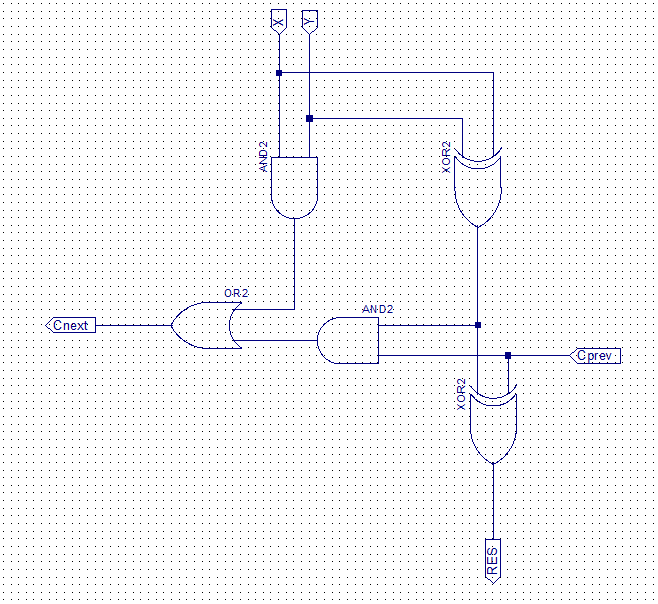 X
Y
AND2
XOR2
OR2
AND2
Cnext
Cprev
XOR2
RES